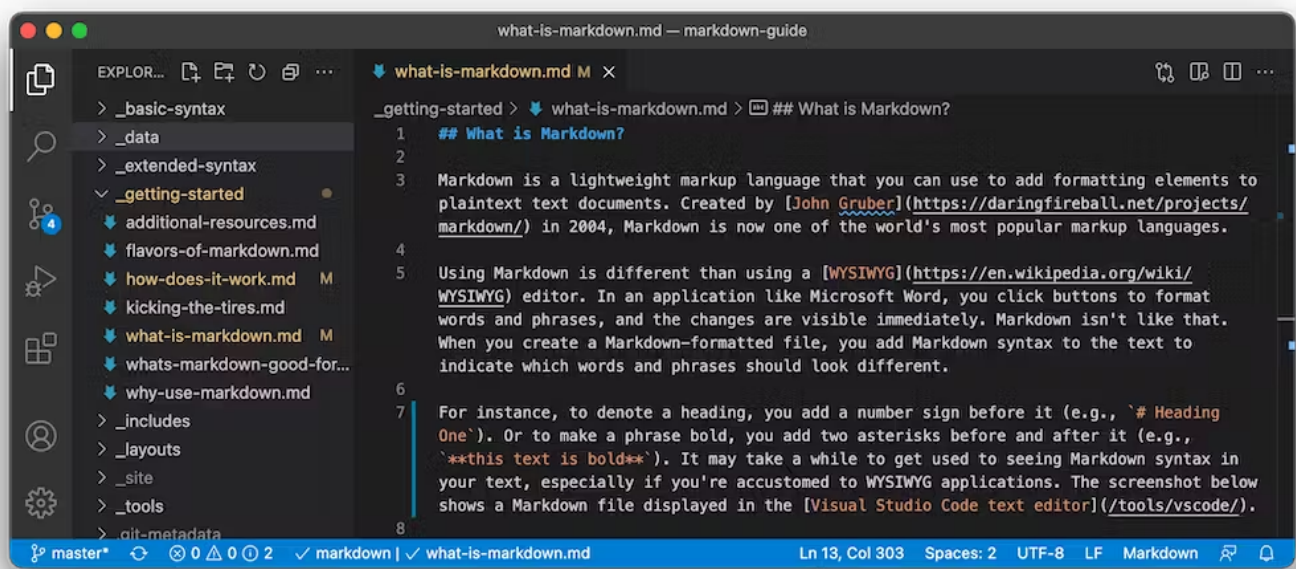 what-is-markdown.md — markdown-guide
EXPLOR...
what-is-markdown.md M
_getting-started > what-is-markdown.md > ## What is Markdown?
_basic-syntax
_data
_extended-syntax
_getting-started
additional-resources.md
flavors-of-markdown.md
how-does-it-work.md M
kicking-the-tires.md
what-is-markdown.md M
whats-markdown-good-for...
why-use-markdown.md
_includes
_layouts
_site
_tools
.git-metadata
4
1 ## What is Markdown?
2
3 Markdown is a lightweight markup language that you can use to add formatting elements to
plaintext text documents. Created by [John Gruber](https://daringfireball.net/projects/
markdown/) in 2004, Markdown is now one of the world's most popular markup languages.
4
5 Using Markdown is different than using a [WYSIWYG](https://en.wikipedia.org/wiki/
WYSIWYG) editor. In an application like Microsoft Word, you click buttons to format
words and phrases, and the changes are visible immediately. Markdown isn't like that.
When you create a Markdown-formatted file, you add Markdown syntax to the text to
indicate which words and phrases should look different.
6
7 For instance, to denote a heading, you add a number sign before it (e.g., `# Heading
One`). Or to make a phrase bold, you add two asterisks before and after it (e.g.,
`**this text is bold**`). It may take a while to get used to seeing Markdown syntax in
your text, especially if you're accustomed to WYSIWYG applications. The screenshot below
shows a Markdown file displayed in the [Visual Studio Code text editor](/tools/vscode/).
8
master* 0 0 2 markdown | what-is-markdown.md Ln 13, Col 303 Spaces: 2 UTF-8 LF Markdown